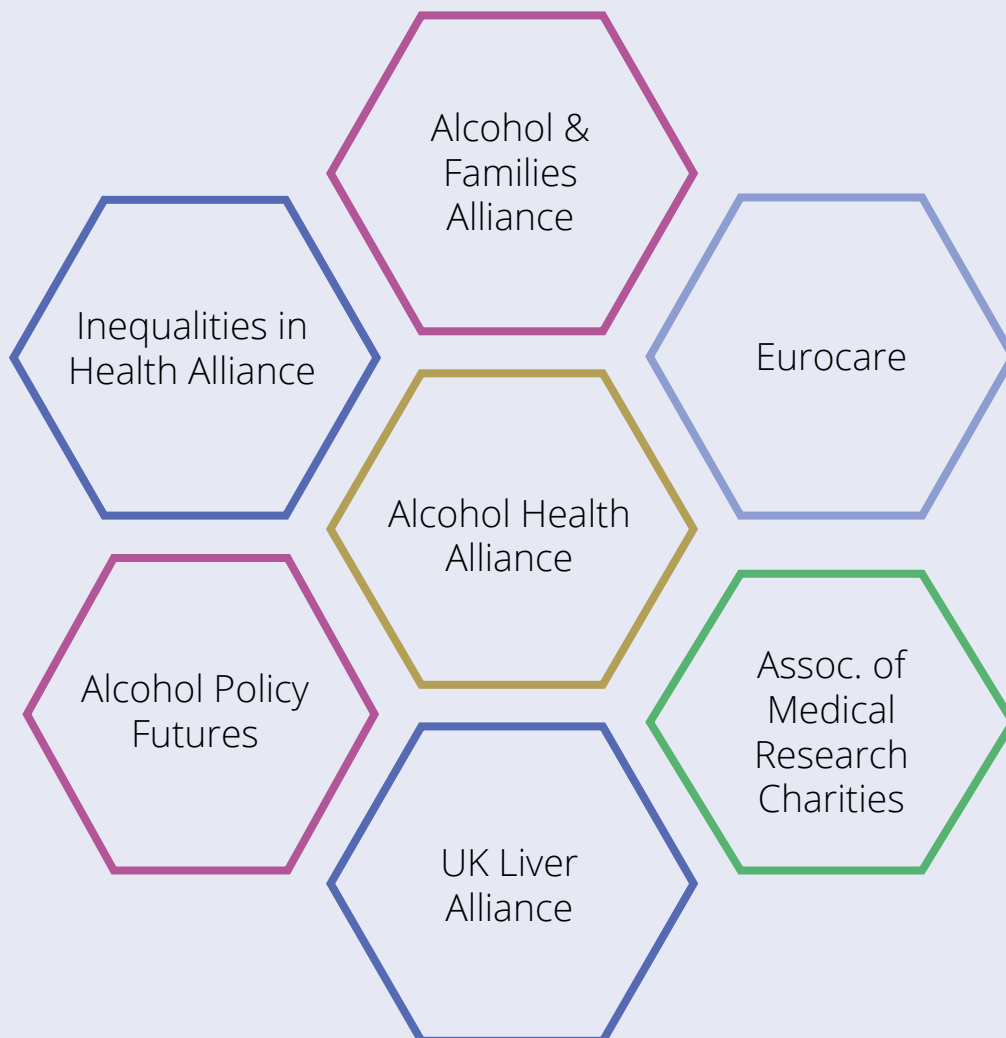 Alcohol &
Families
Alliance
Inequalities in
Health Alliance
Eurocare
Alcohol Health
Alliance
Alcohol Policy
Futures
Assoc. of
Medical
Research
Charities
UK Liver
Alliance